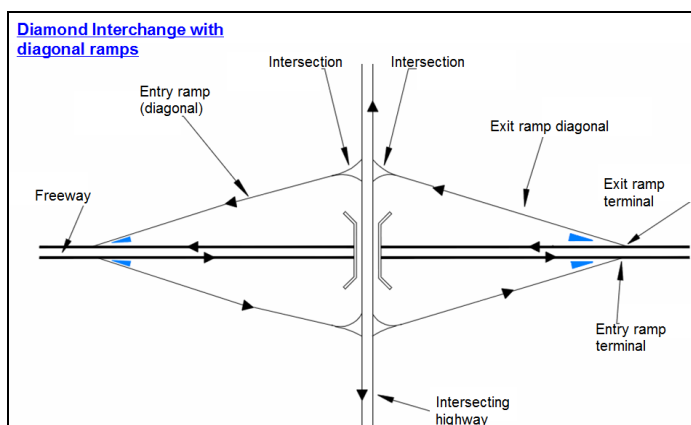 Diamond Interchange with
diagonal ramps
Intersection
Intersection
Entry ramp
(diagonal)
Exit ramp diagonal
Freeway
Exit ramp
terminal
Entry ramp
terminal
Intersecting
highway